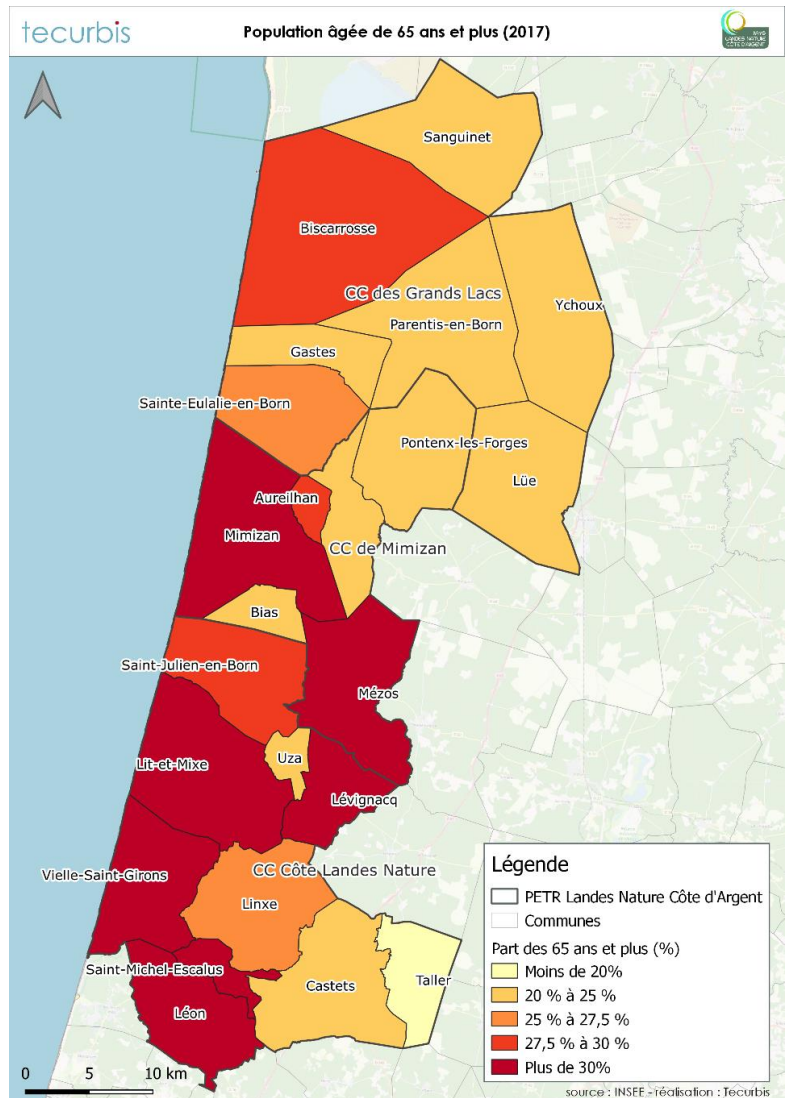 tecurbis
Population âgée de 65 ans et plus (2017)
LANDES NATURE
CÔTE D'ARGENT
Sanguinet
Biscarrosse
CC des Grands Lacs
Ychoux
Parentis-en-Born
Gastes
Sainte-Eulalie-en-Born
Pontenx-les-Forges
Lüe
Aureilhan
Mimizan
CC de Mimizan
Bias
Saint-Julien-en-Born
Mézos
Uza
Lit-et-Mixe
Lévignacq
Vielle-Saint-Girons
CC Côte Landes Nature
Linxe
Saint-Michel-Escalus
Castets
Taller
Léon
Légende
PETR Landes Nature Côte d'Argent
Communes
Part des 65 ans et plus (%)
Moins de 20%
20 % à 25 %
25 % à 27,5 %
27,5 % à 30 %
Plus de 30%
0 5 10 km
source : INSEE - réalisation : Tecurbis